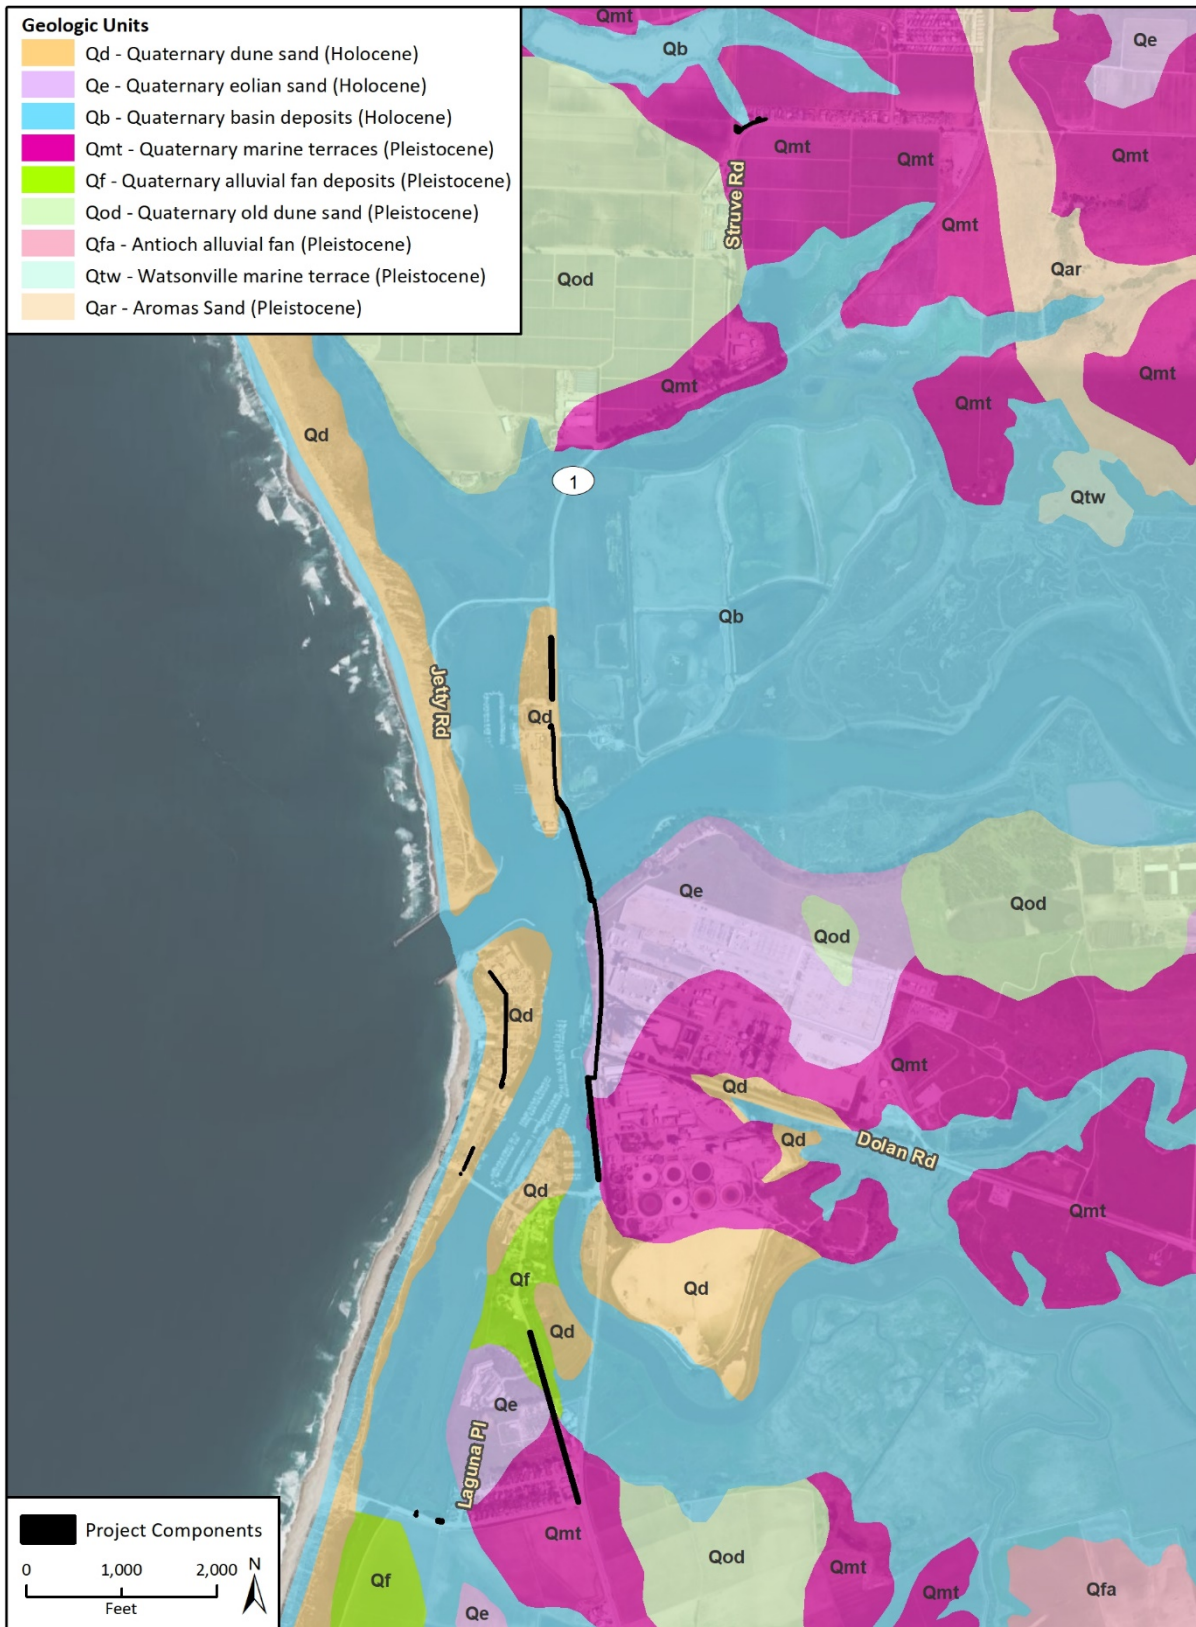 Geologic Units
Qd - Quaternary dune sand (Holocene)
Qe - Quaternary eolian sand (Holocene)
Qb - Quaternary basin deposits (Holocene)
Qmt - Quaternary marine terraces (Pleistocene)
Qf - Quaternary alluvial fan deposits (Pleistocene)
Qod - Quaternary old dune sand (Pleistocene)
Qfa - Antioch alluvial fan (Pleistocene)
Qtw - Watsonville marine terrace (Pleistocene)
Qar - Aromas Sand (Pleistocene)
Qmt
Qb
Qe
Qmt
Qmt
Qmt
Struve Rd
Qmt
Qod
Qar
Qmt
Qmt
Qmt
Qd
1
Qtw
Qb
Jetty Rd
Qd
Qe
Qod
Qod
Qd
Qmt
Qd
Qd
Dolan Rd
Qd
Qmt
Qf
Qd
Qd
Qe
Laguna Pl
Qmt
Qod
Qmt
Qf
Qmt
Qfa
Qe
Project Components
0 1,000 2,000
Feet
N